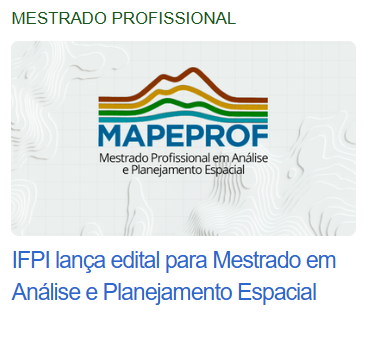 MESTRADO PROFISSIONAL
MAPEPROF
Mestrado Profissional em Análise
e Planejamento Espacial
IFPI lança edital para Mestrado em
Análise e Planejamento Espacial